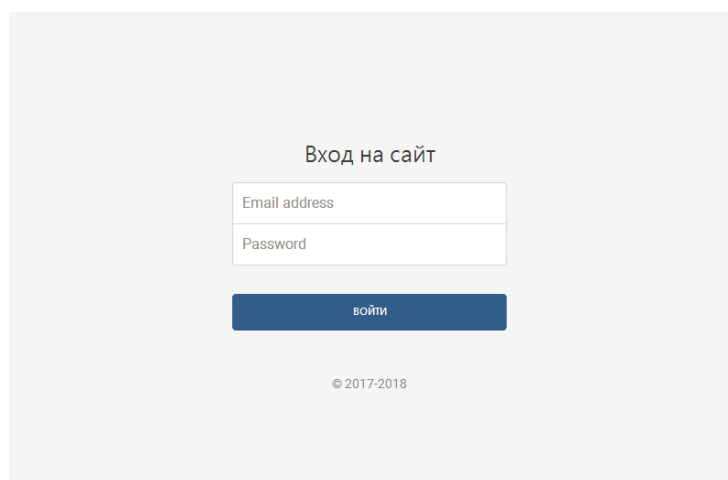 Вход на сайт
Email address
Password
войти
© 2017-2018